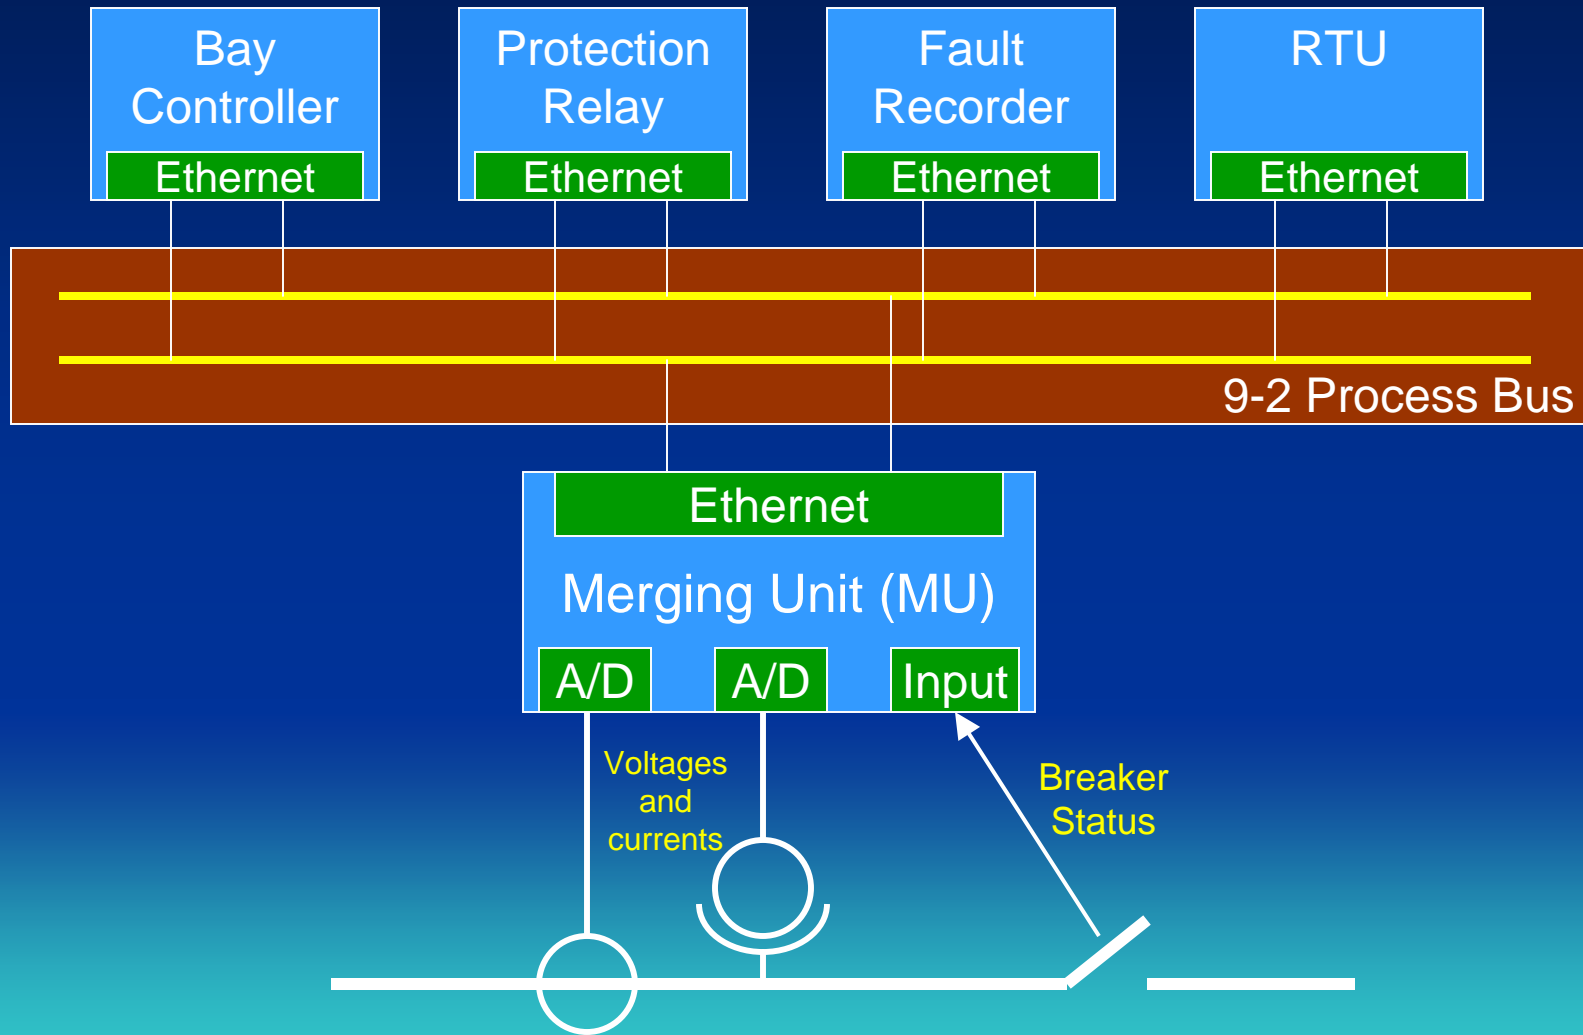 Bay
Controller
Ethernet
Protection
Relay
Ethernet
Fault
Recorder
Ethernet
RTU
Ethernet
9-2 Process Bus
Ethernet
Merging Unit (MU)
A/D
A/D
Input
Voltages
and
currents
Breaker
Status